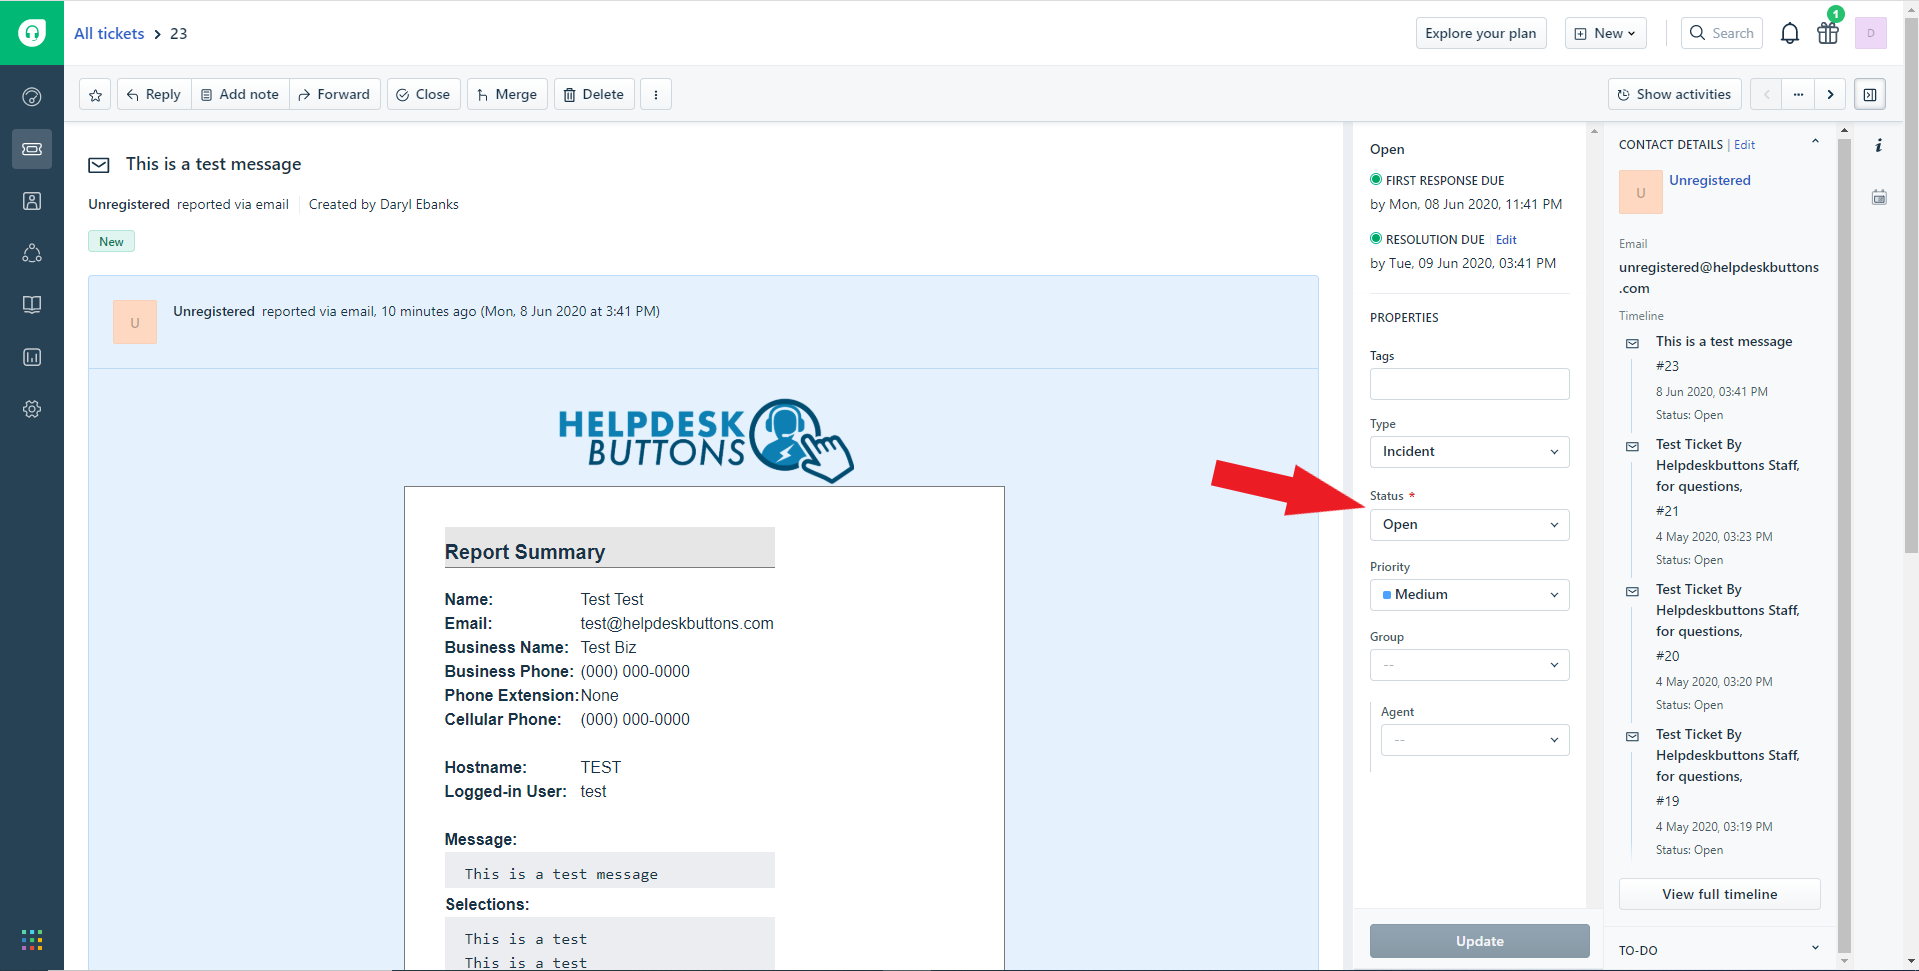 All tickets > 23
Explore your plan
New
Search
1
D
Reply
Add note
Forward
Close
Merge
Delete
Show activities
This is a test message
Unregistered reported via email
Created by Daryl Ebanks
New
U
Unregistered reported via email, 10 minutes ago (Mon, 8 Jun 2020 at 3:41 PM)
HELPDESK
BUTTONS
Report Summary
Name: Test Test
Email: test@helpdeskbuttons.com
Business Name: Test Biz
Business Phone: (000) 000-0000
Phone Extension: None
Cellular Phone: (000) 000-0000
Hostname: TEST
Logged-in User: test
Message:
This is a test message
Selections:
This is a test
This is a test
Open
FIRST RESPONSE DUE
by Mon, 08 Jun 2020, 11:41 PM
RESOLUTION DUE Edit
by Tue, 09 Jun 2020, 03:41 PM
PROPERTIES
Tags
Type
Incident
Status *
Open
Priority
Medium
Group
--
Agent
--
Update
CONTACT DETAILS | Edit
U
Unregistered
Email
unregistered@helpdeskbuttons
.com
Timeline
This is a test message
#23
8 Jun 2020, 03:41 PM
Status: Open
Test Ticket By
Helpdeskbuttons Staff,
for questions,
#21
4 May 2020, 03:23 PM
Status: Open
Test Ticket By
Helpdeskbuttons Staff,
for questions,
#20
4 May 2020, 03:20 PM
Status: Open
Test Ticket By
Helpdeskbuttons Staff,
for questions,
#19
4 May 2020, 03:19 PM
Status: Open
View full timeline
TO-DO